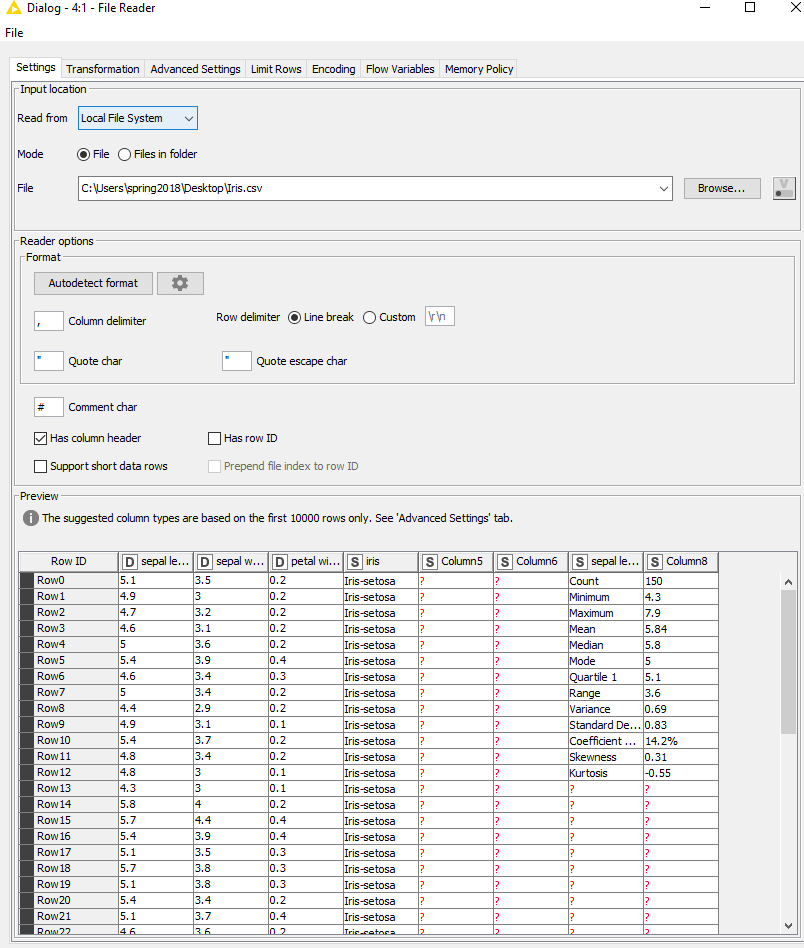 Dialog - 4:1 - File Reader
File
Settings Transformation Advanced Settings Limit Rows Encoding Flow Variables Memory Policy
Input location
Read from Local File System
Mode File Files in folder
File C:\Users\spring2018\Desktop\Iris.csv Browse... V
Reader options
Format
Autodetect format
, Column delimiter Row delimiter Line break Custom \r\n
" Quote char " Quote escape char
# Comment char
Has column header Has row ID
Support short data rows Prepend file index to row ID
Preview
i The suggested column types are based on the first 10000 rows only. See 'Advanced Settings' tab.
Row ID D sepal le... D sepal w... D petal wi... S iris S Column5 S Column6 S sepal le... S Column8
Row0 5.1 3.5 0.2 Iris-setosa ? ? Count 150
Row1 4.9 3 0.2 Iris-setosa ? ? Minimum 4.3
Row2 4.7 3.2 0.2 Iris-setosa ? ? Maximum 7.9
Row3 4.6 3.1 0.2 Iris-setosa ? ? Mean 5.84
Row4 5 3.6 0.2 Iris-setosa ? ? Median 5.8
Row5 5.4 3.9 0.4 Iris-setosa ? ? Mode 5
Row6 4.6 3.4 0.3 Iris-setosa ? ? Quartile 1 5.1
Row7 5 3.4 0.2 Iris-setosa ? ? Range 3.6
Row8 4.4 2.9 0.2 Iris-setosa ? ? Variance 0.69
Row9 4.9 3.1 0.1 Iris-setosa ? ? Standard De... 0.83
Row10 5.4 3.7 0.2 Iris-setosa ? ? Coefficient ... 14.2%
Row11 4.8 3.4 0.2 Iris-setosa ? ? Skewness 0.31
Row12 4.8 3 0.1 Iris-setosa ? ? Kurtosis -0.55
Row13 4.3 3 0.1 Iris-setosa ? ? ? ?
Row14 5.8 4 0.2 Iris-setosa ? ? ? ?
Row15 5.7 4.4 0.4 Iris-setosa ? ? ? ?
Row16 5.4 3.9 0.4 Iris-setosa ? ? ? ?
Row17 5.1 3.5 0.3 Iris-setosa ? ? ? ?
Row18 5.7 3.8 0.3 Iris-setosa ? ? ? ?
Row19 5.1 3.8 0.3 Iris-setosa ? ? ? ?
Row20 5.4 3.4 0.2 Iris-setosa ? ? ? ?
Row21 5.1 3.7 0.4 Iris-setosa ? ? ? ?
Row22 4.6 3.6 0.2 Iris-setosa ? ? ? ?